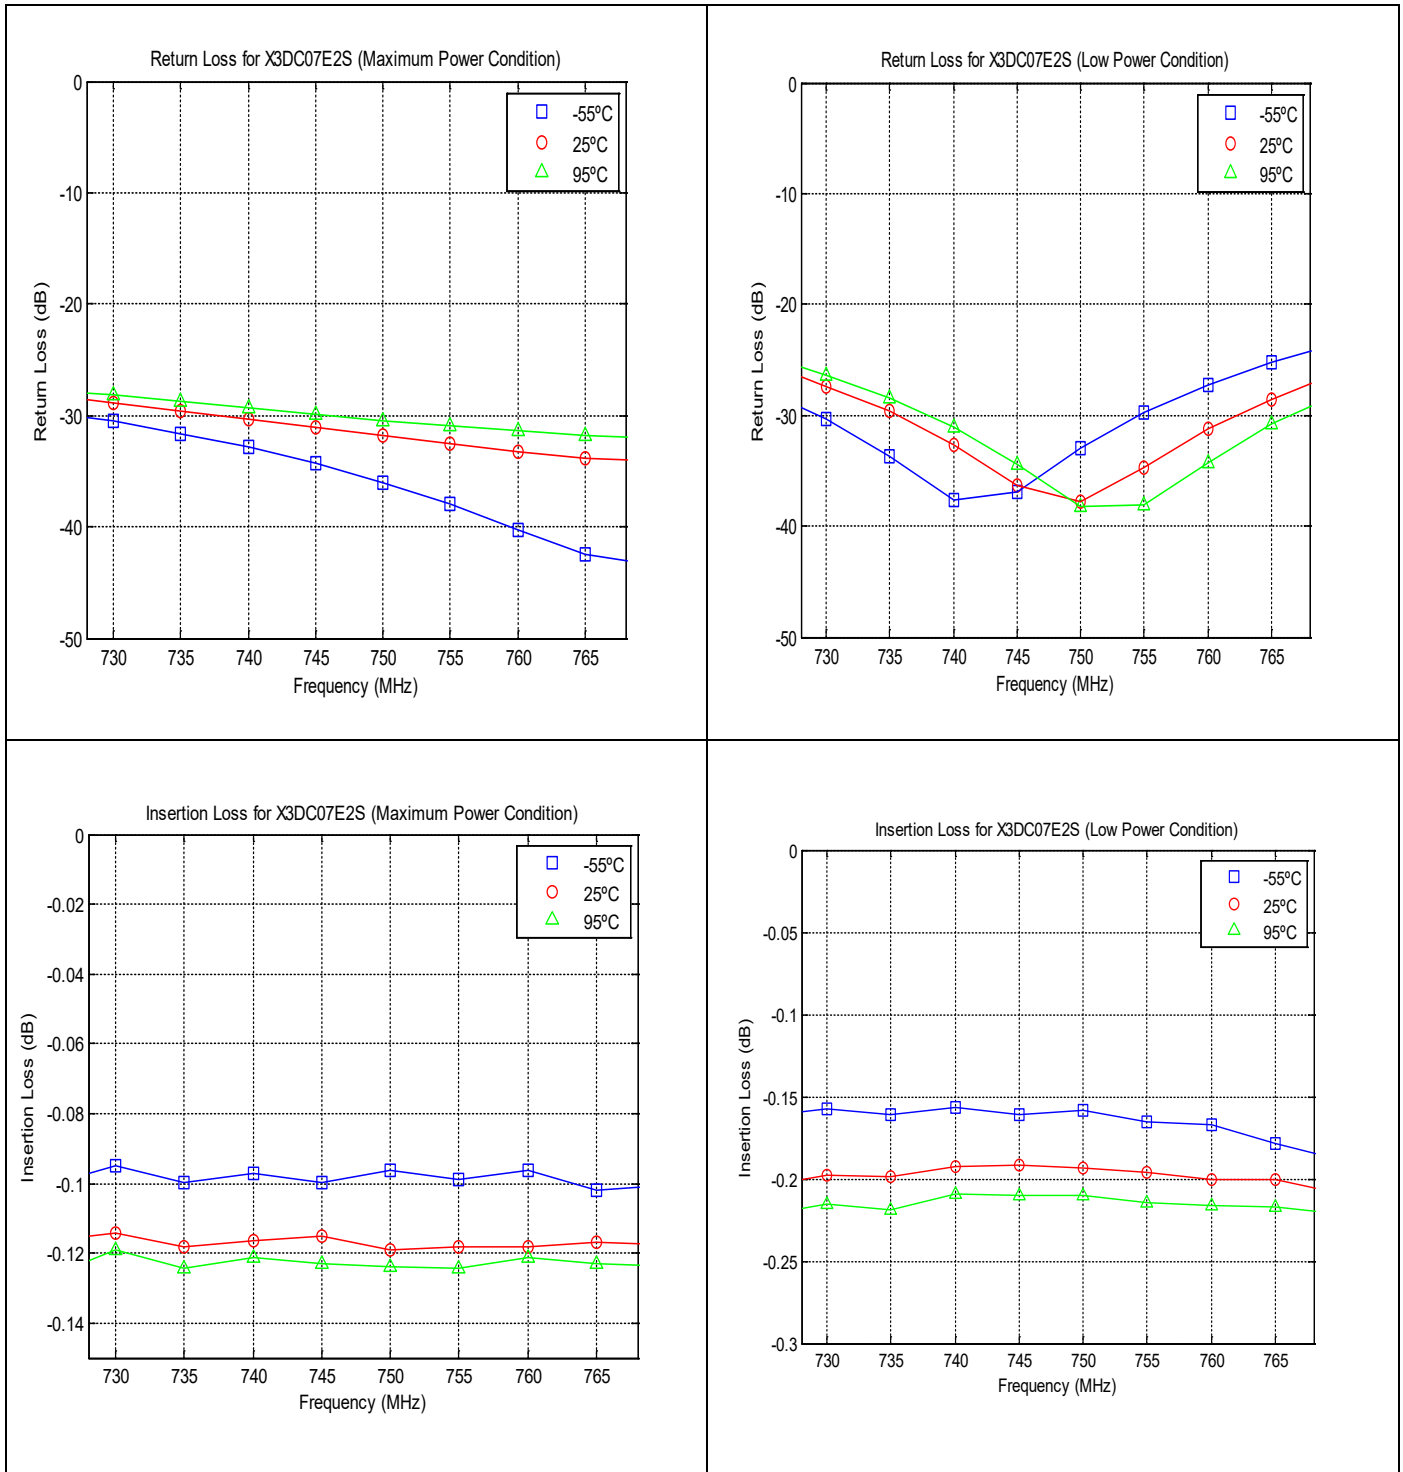 Return Loss for X3DC07E2S (Maximum Power Condition)
0
-10
-20
-30
-40
-50
Return Loss (dB)
-55ºC
25ºC
95ºC
730 735 740 745 750 755 760 765
Frequency (MHz)
Return Loss for X3DC07E2S (Low Power Condition)
0
-10
-20
-30
-40
-50
Return Loss (dB)
-55ºC
25ºC
95ºC
730 735 740 745 750 755 760 765
Frequency (MHz)
Insertion Loss for X3DC07E2S (Maximum Power Condition)
0
-0.02
-0.04
-0.06
-0.08
-0.1
-0.12
-0.14
Insertion Loss (dB)
-55ºC
25ºC
95ºC
730 735 740 745 750 755 760 765
Frequency (MHz)
Insertion Loss for X3DC07E2S (Low Power Condition)
0
-0.05
-0.1
-0.15
-0.2
-0.25
-0.3
Insertion Loss (dB)
-55ºC
25ºC
95ºC
730 735 740 745 750 755 760 765
Frequency (MHz)